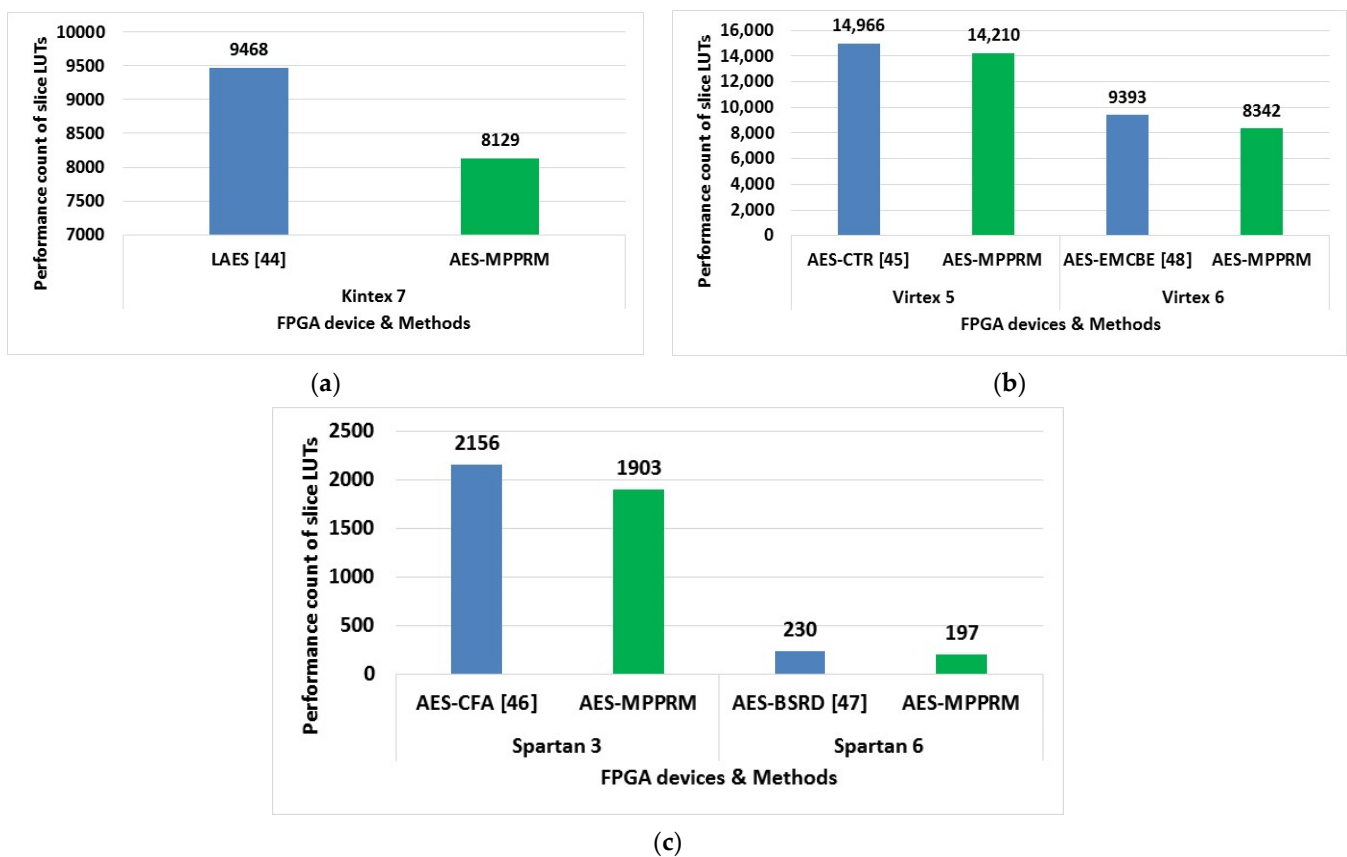 Performance count of slice LUTs
10000
9500
9000
8500
8000
7500
7000
9468
8129
LAES [44] AES-MPPRM
Kintex 7
FPGA device & Methods
(a)
Performance count of slice LUTs
16,000
14,000
12,000
10,000
8,000
6,000
4,000
2,000
0
14,966
14,210
9393
8342
AES-CTR [45] AES-MPPRM AES-EMCBE [48] AES-MPPRM
Virtex 5 Virtex 6
FPGA devices & Methods
(b)
Performance count of slice LUTs
2500
2000
1500
1000
500
0
2156
1903
230
197
AES-CFA [46] AES-MPPRM AES-BSRD [47] AES-MPPRM
Spartan 3 Spartan 6
FPGA devices & Methods
(c)